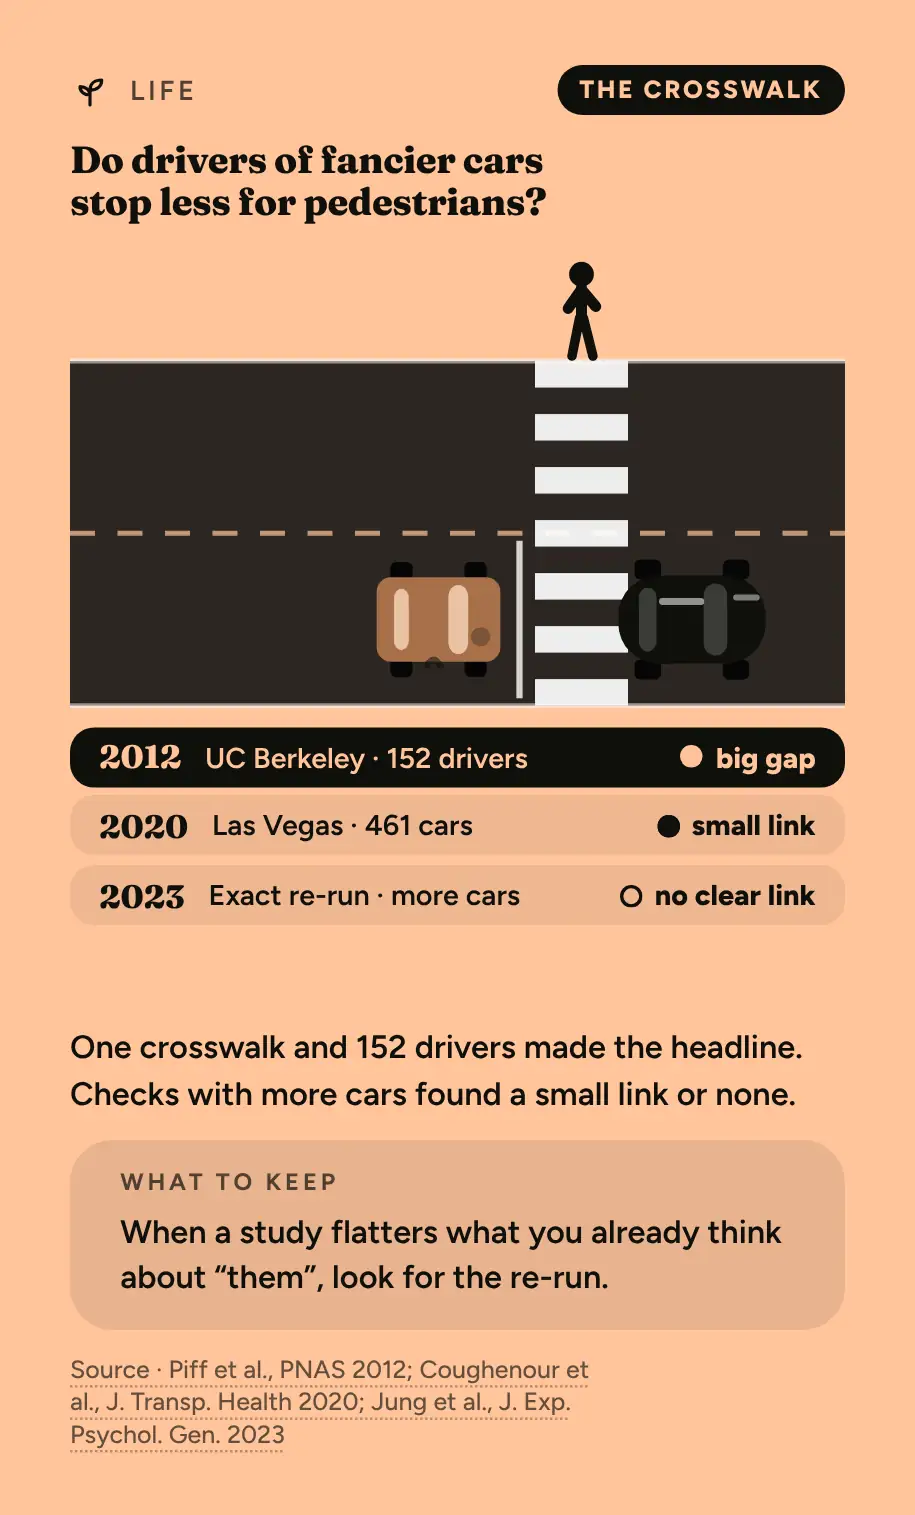 LIFE
THE CROSSWALK
Do drivers of fancier cars
stop less for pedestrians?
2012 UC Berkeley · 152 drivers big gap
2020 Las Vegas · 461 cars small link
2023 Exact re-run · more cars no clear link
One crosswalk and 152 drivers made the headline.
Checks with more cars found a small link or none.
WHAT TO KEEP
When a study flatters what you already think
about “them”, look for the re-run.
Source · Piff et al., PNAS 2012; Coughenour et
al., J. Transp. Health 2020; Jung et al., J. Exp.
Psychol. Gen. 2023